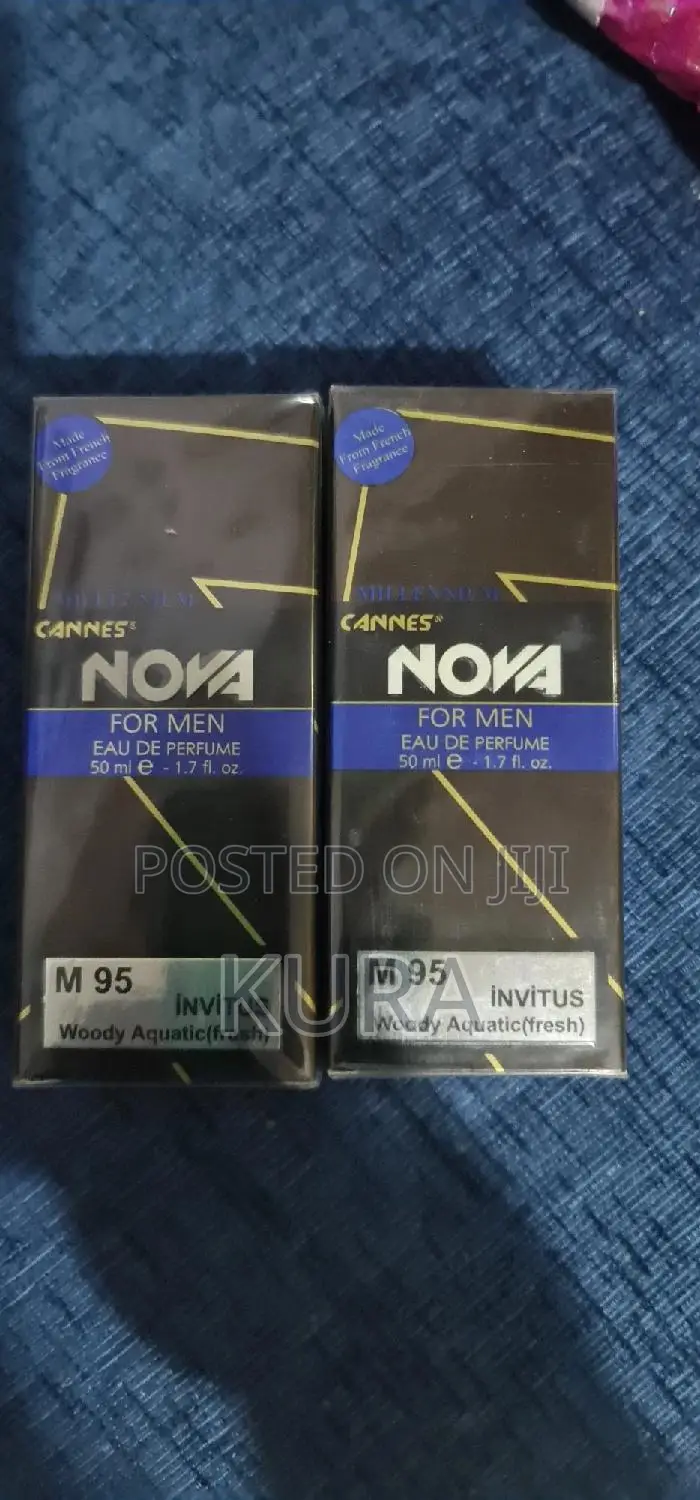 Made
From French
Fragrance
MILLENNIUM
CANNES
NOVA
FOR MEN
EAU DE PERFUME
50 ml e - 1.7 fl. oz.
M 95
İNVİTUS
Woody Aquatic(fresh)
Made
From French
Fragrance
MILLENNIUM
CANNES®
NOVA
FOR MEN
EAU DE PERFUME
50 ml e - 1.7 fl. oz.
M 95
İNVİTUS
Woody Aquatic(fresh)
POSTED ON JIJI
KURA